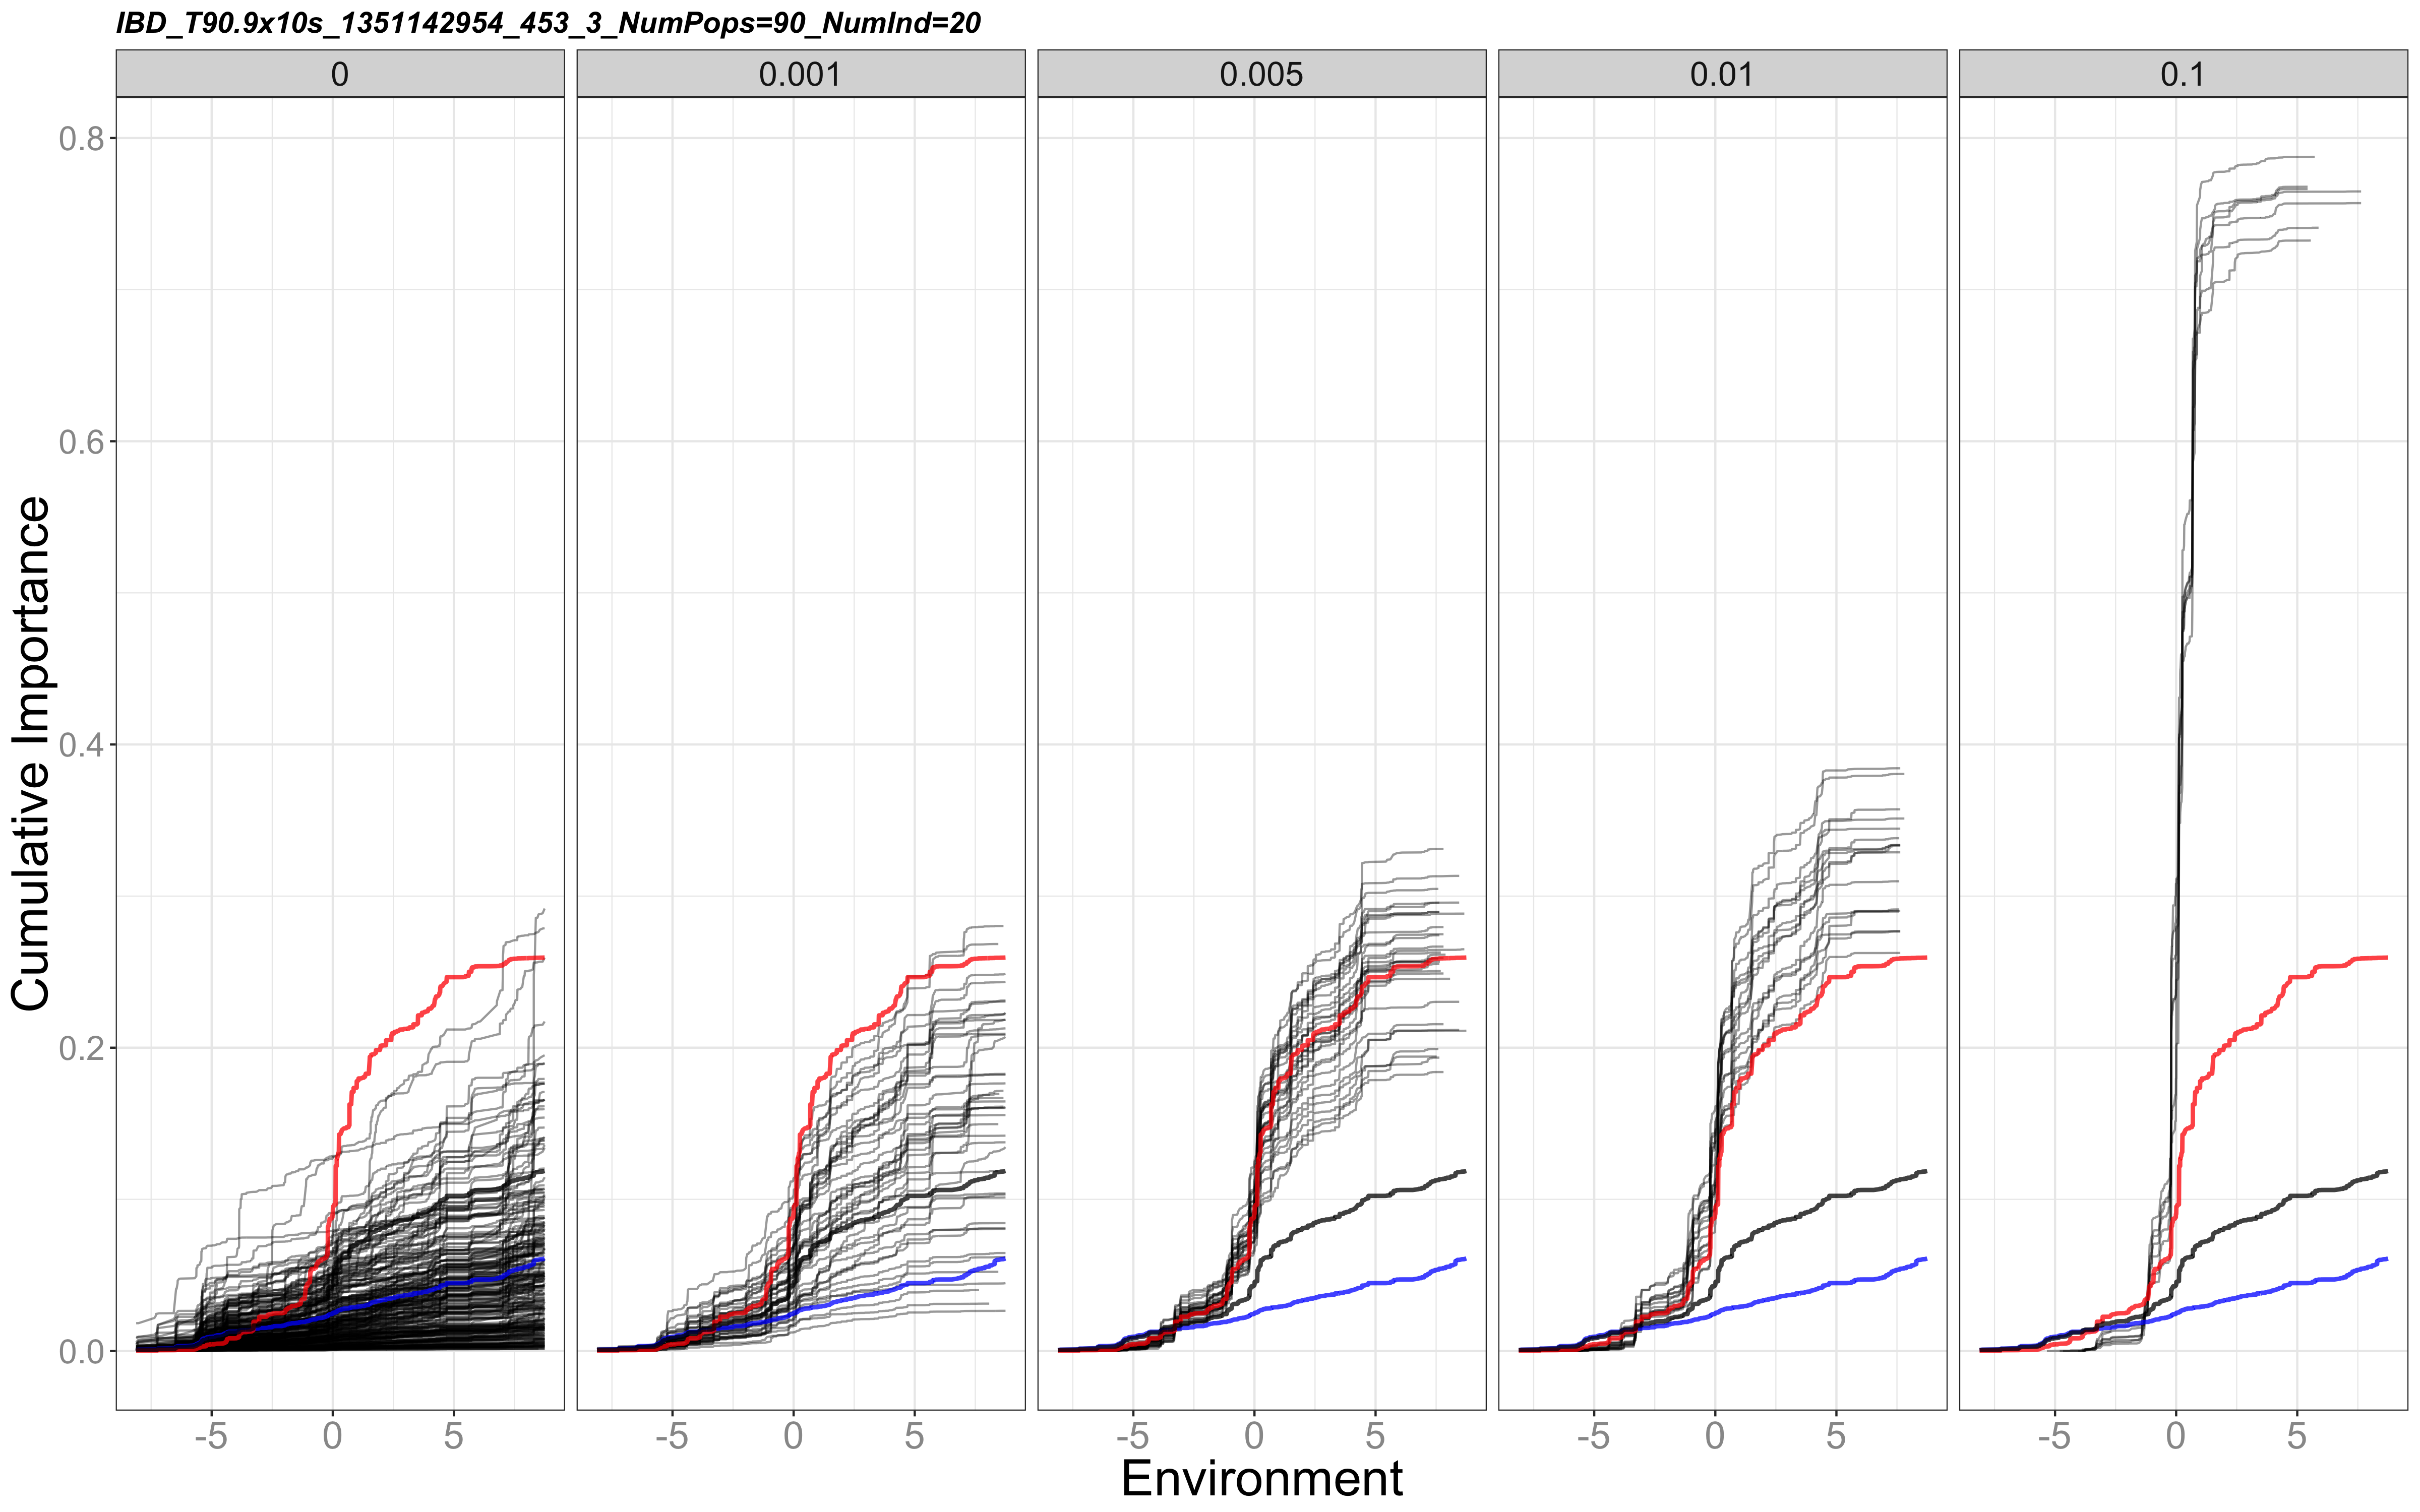 IBD_T90.9x10s_1351142954_453_3_NumPops=90_NumInd=20
0 0.001 0.005 0.01 0.1
0.8
0.6
0.4
0.2
0.0
Cumulative Importance
-5 0 5 -5 0 5 -5 0 5 -5 0 5 -5 0 5
Environment